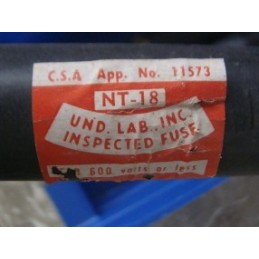 C.S.A App. No. 11573
NT-18
UND. LAB. INC.
INSPECTED FUSE
600 volts or less